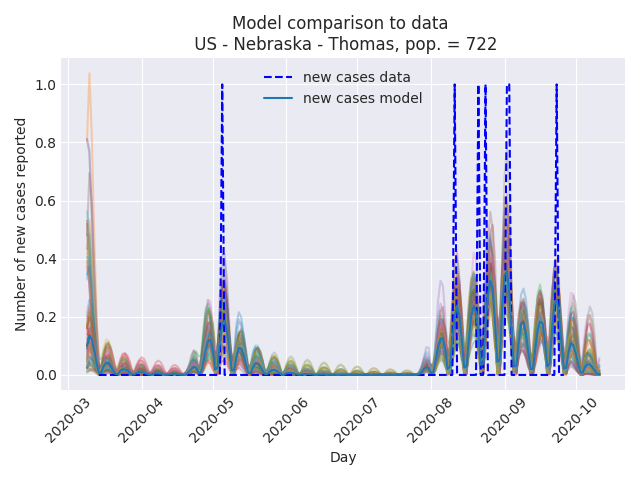 Model comparison to data
US - Nebraska - Thomas, pop. = 722
new cases data
new cases model
Number of new cases reported
1.0
0.8
0.6
0.4
0.2
0.0
2020-03
2020-04
2020-05
2020-06
2020-07
2020-08
2020-09
2020-10
Day